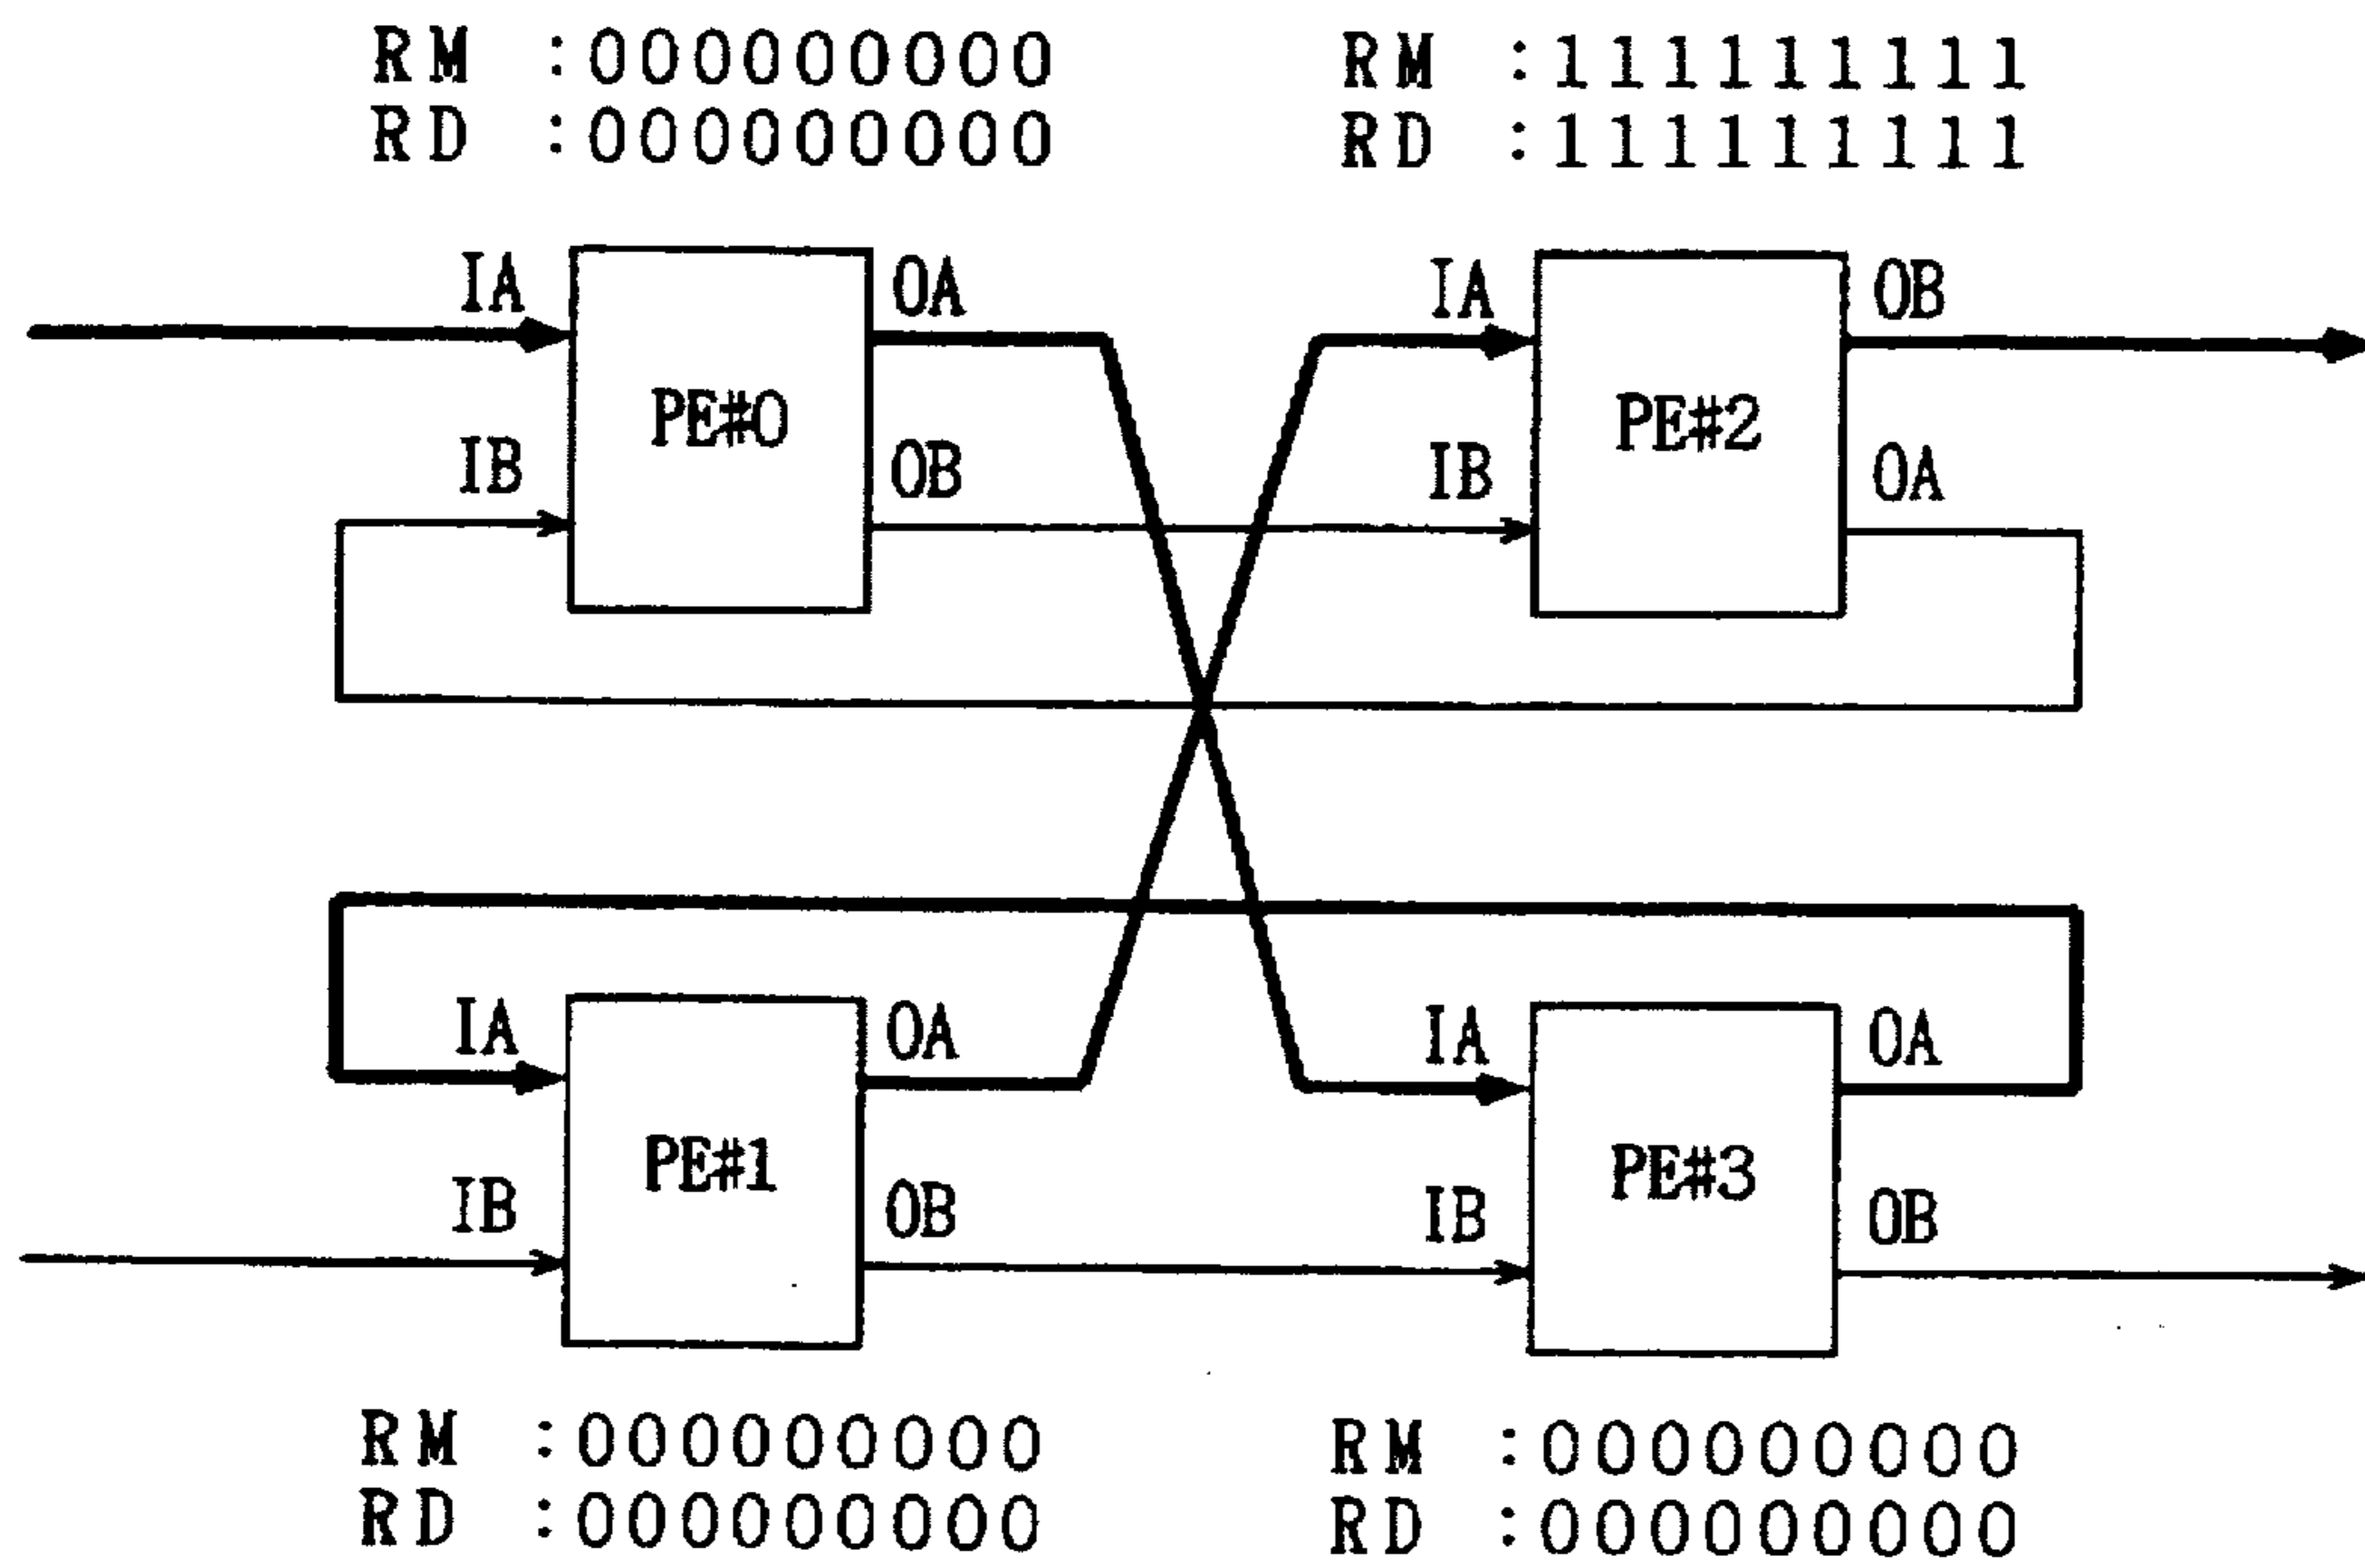 RM :000000000
RD :000000000
RM :111111111
RD :111111111
IA
OA
IA
OB
PE#0
PE#2
IB
OB
IB
OA
IA
OA
IA
OA
PE#1
PE#3
IB
OB
IB
OB
RM :000000000
RD :000000000
RM :000000000
RD :000000000